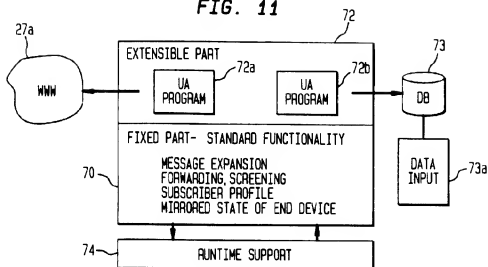 FIG. 11
27a
72
EXTENSIBLE PART
72a
72b
73
WWW
UA
PROGRAM
UA
PROGRAM
DB
FIXED PART- STANDARD FUNCTIONALITY
70
MESSAGE EXPANSION
FORWARDING, SCREENING
SUBSCRIBER PROFILE
MIRRORED STATE OF END DEVICE
DATA
INPUT
73a
74
RUNTIME SUPPORT